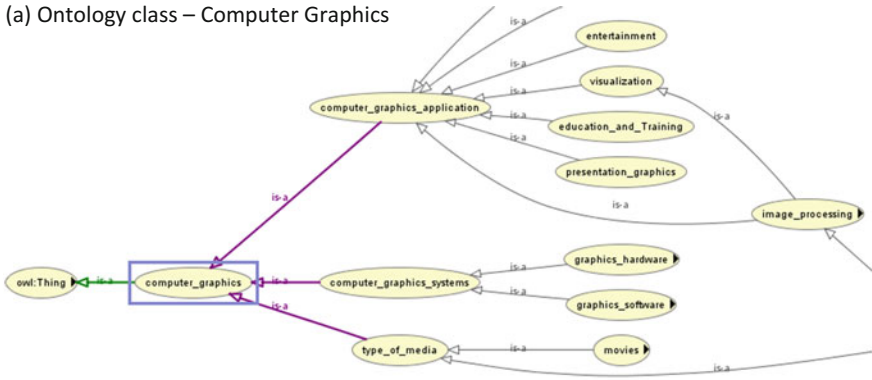 (a) Ontology class – Computer Graphics
is-a
is-a
entertainment
is-a
visualization
computer_graphics_application
is-a
is-a
education_and_Training
is-a
is-a
presentation_graphics
is-a
is-a
image_processing
graphics_hardware
is-a
owl:Thing
is-a
computer_graphics
is-a
computer_graphics_systems
is-a
graphics_software
is-a
type_of_media
is-a
movies
is-a